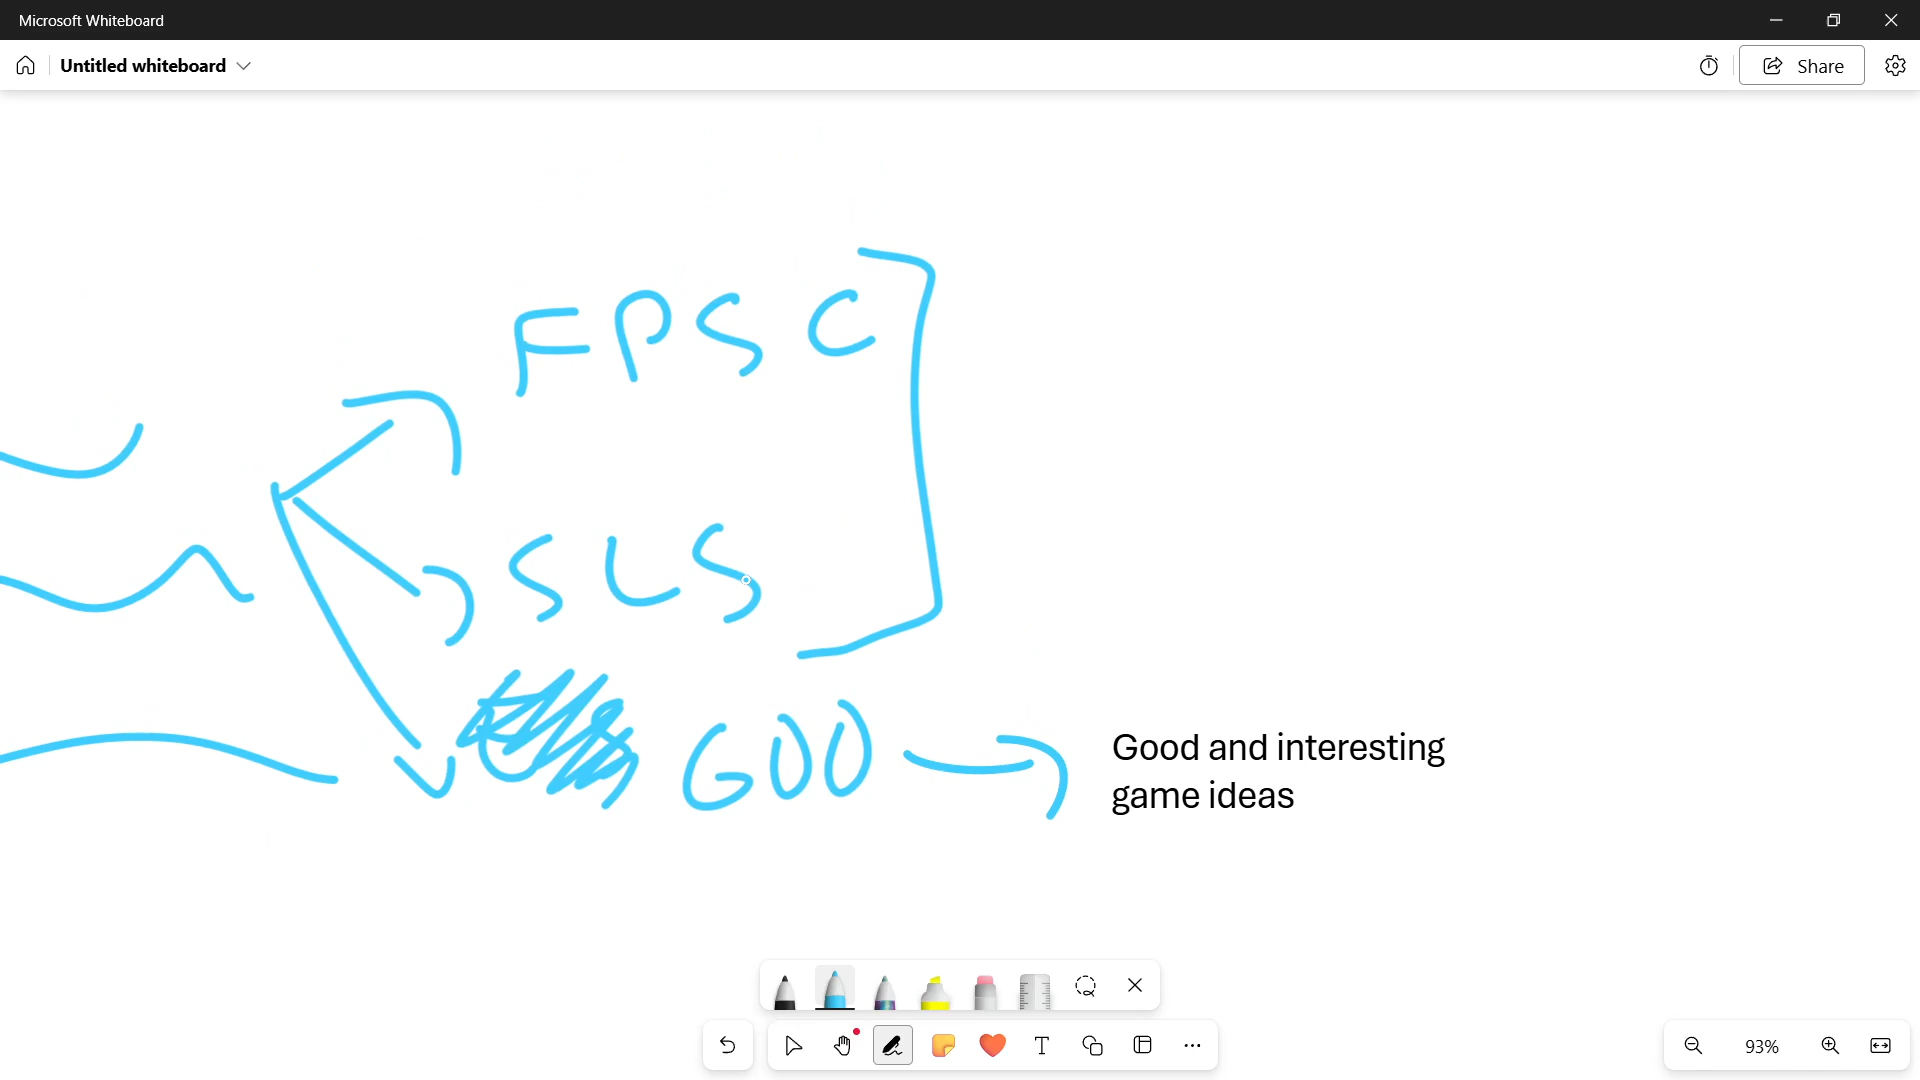 Microsoft Whiteboard
Untitled whiteboard
Share
FPSC
SLS
GOO
Good and interesting
game ideas
93%